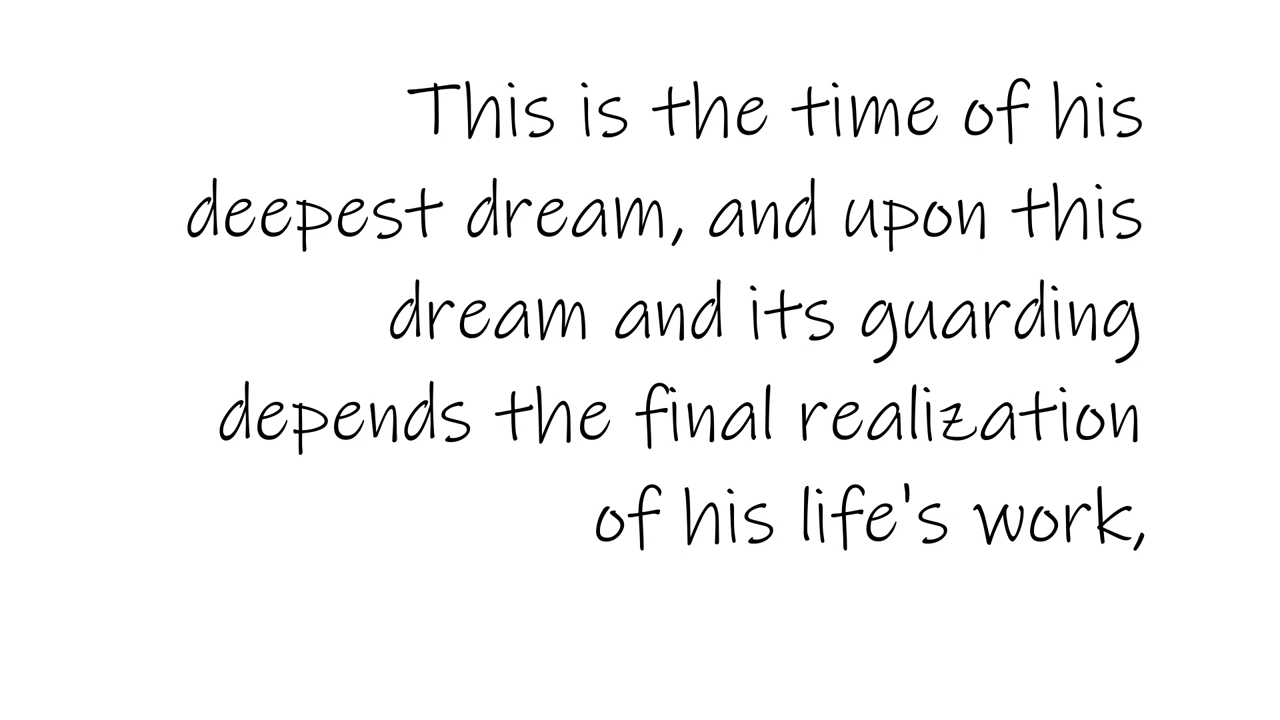 This is the time of his
deepest dream, and upon this
dream and its guarding
depends the final realization
of his life's work,